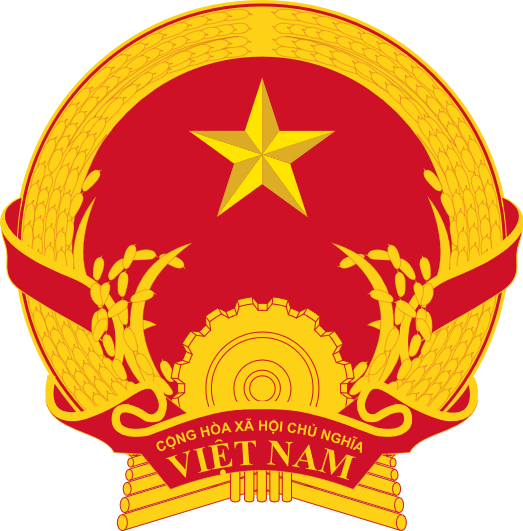 CỘNG HÒA XÃ HỘI CHỦ NGHĨA
VIỆT NAM